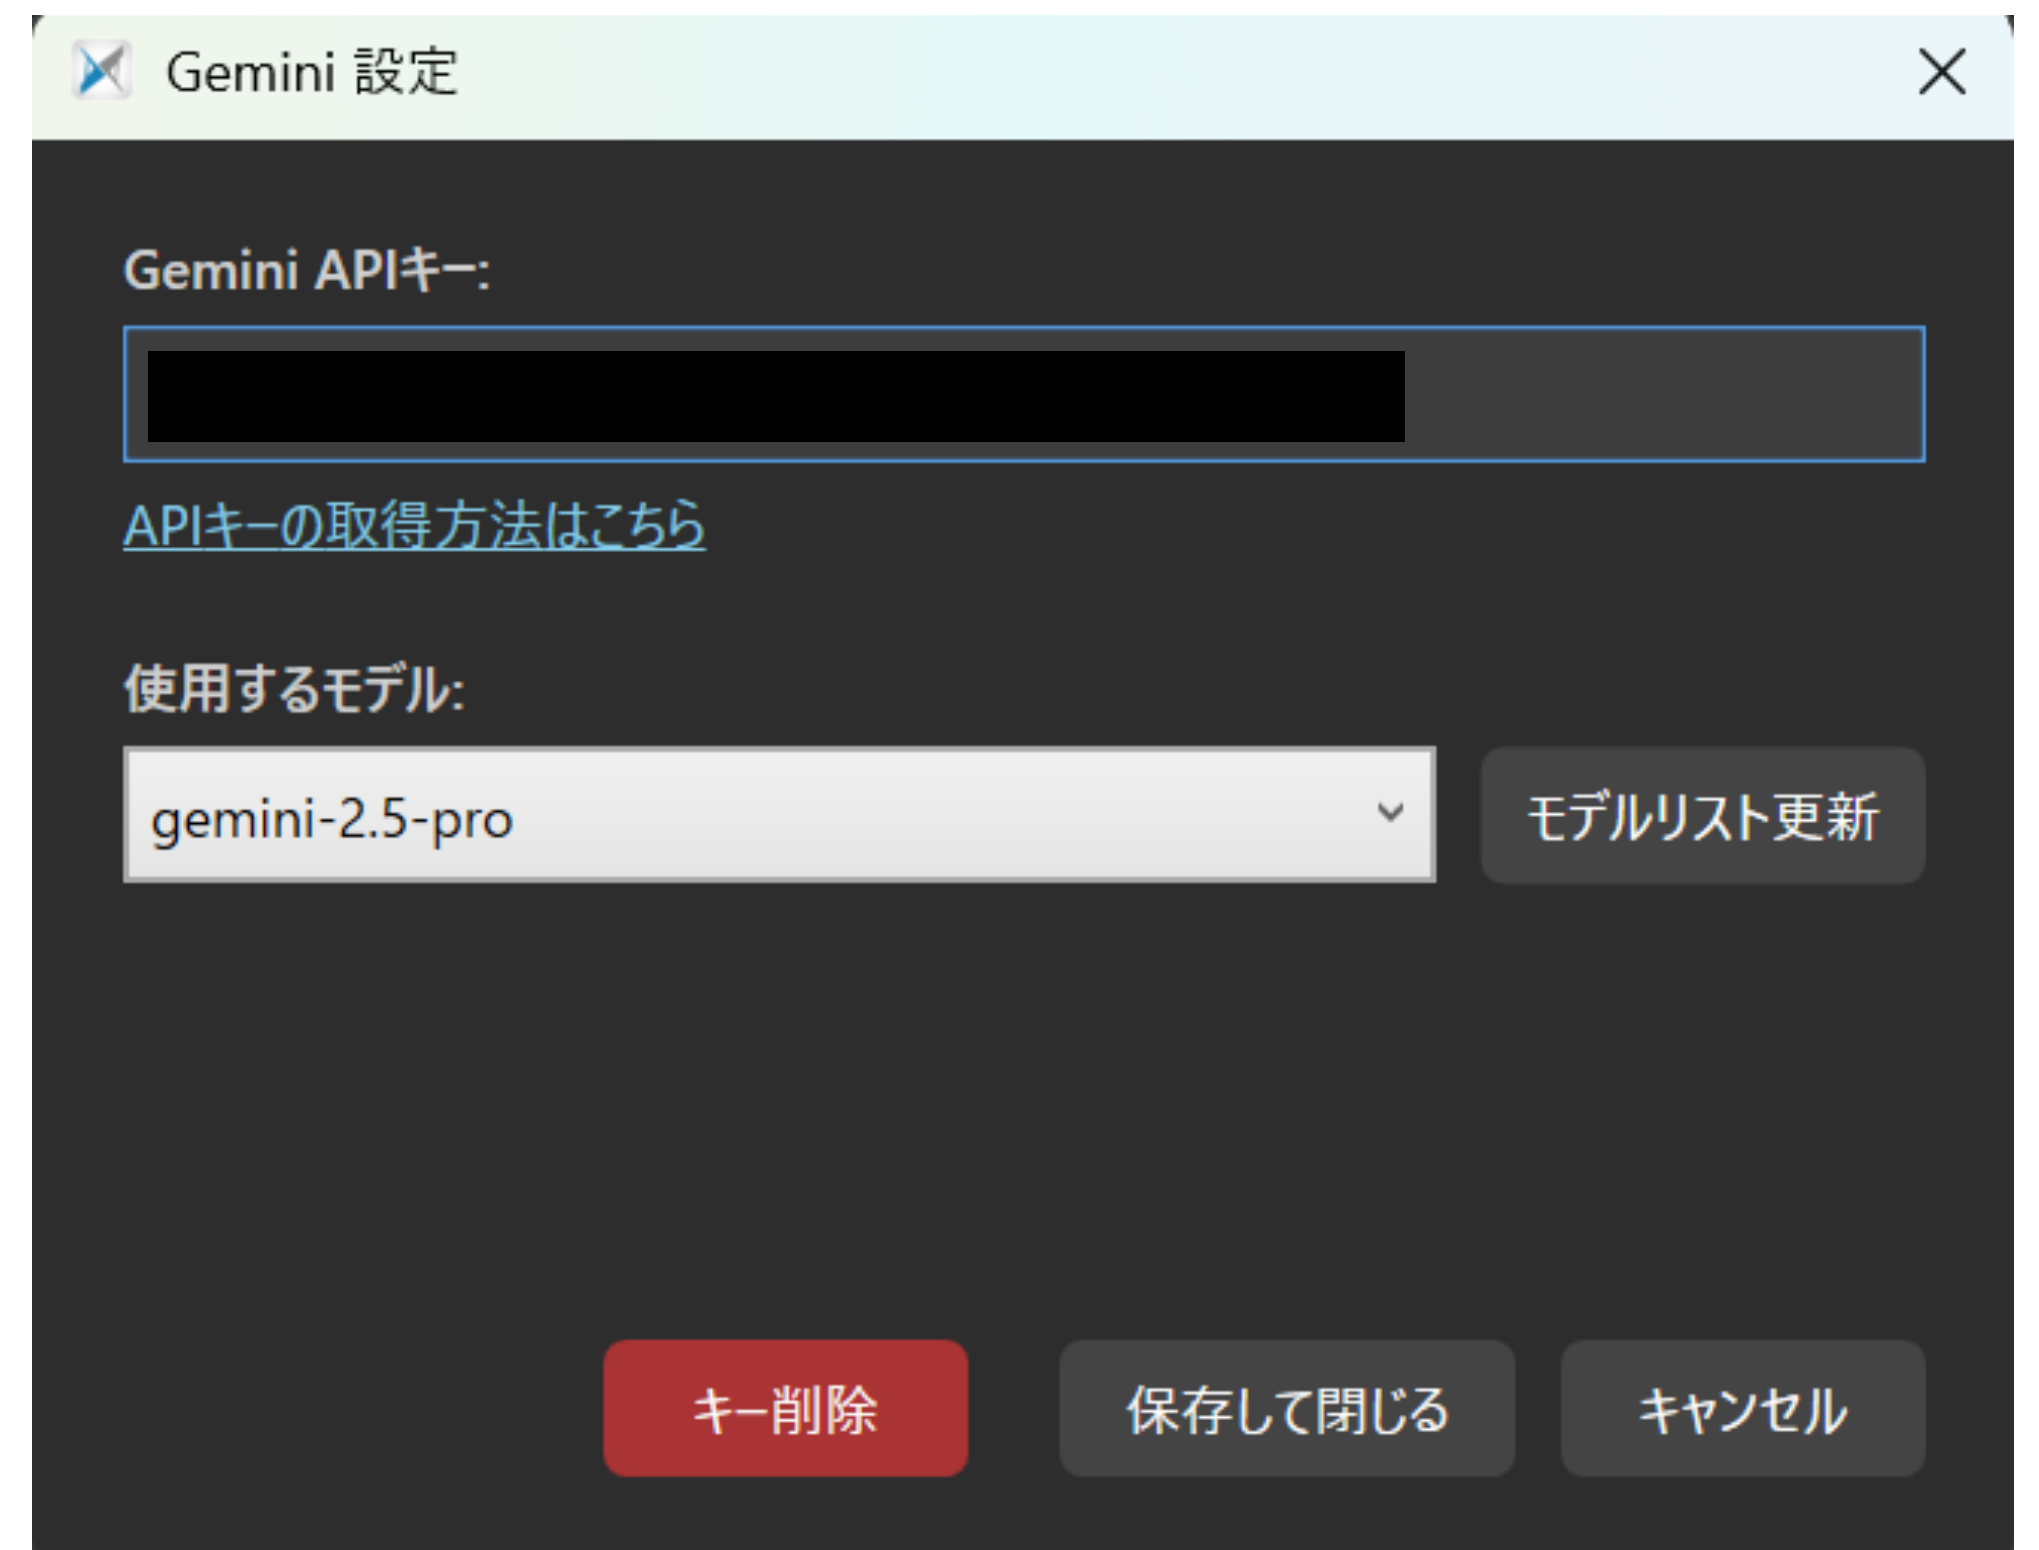 Gemini 設定
Gemini APIキー:
APIキーの取得方法はこちら
使用するモデル:
gemini-2.5-pro
モデルリスト更新
キー削除
保存して閉じる
キャンセル